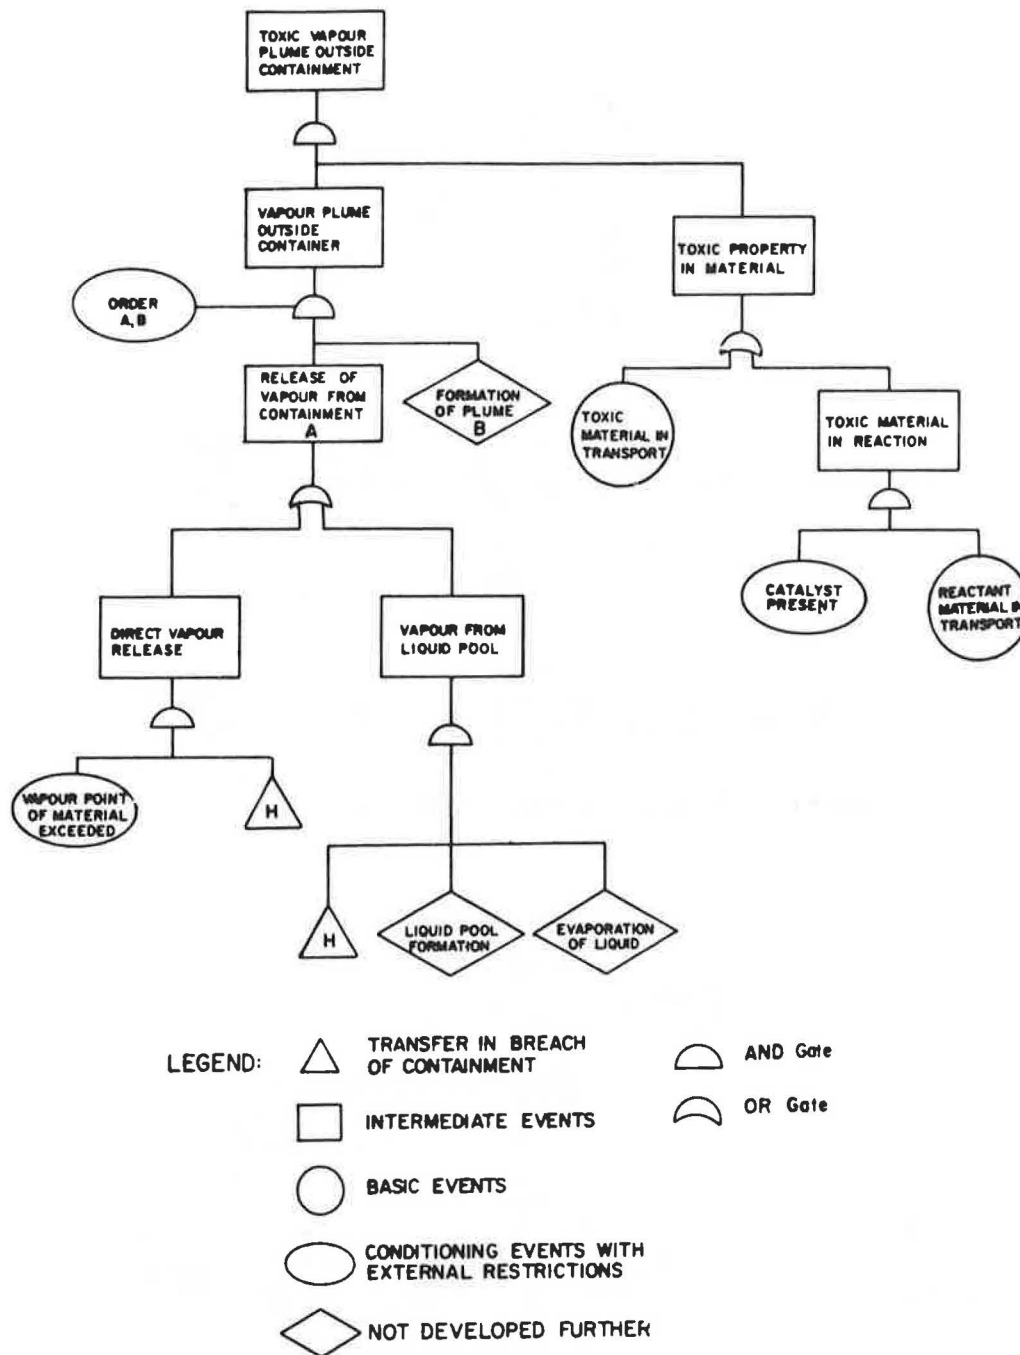 TOXIC VAPOUR
PLUME OUTSIDE
CONTAINMENT
VAPOUR PLUME
OUTSIDE
CONTAINER
TOXIC PROPERTY
IN MATERIAL
ORDER
A, B
RELEASE OF
VAPOUR FROM
CONTAINMENT
A
FORMATION
OF PLUME
B
TOXIC
MATERIAL IN
TRANSPORT
TOXIC MATERIAL
IN REACTION
CATALYST
PRESENT
REACTANT
MATERIAL IN
TRANSPORT
DIRECT VAPOUR
RELEASE
VAPOUR FROM
LIQUID POOL
VAPOUR POINT
OF MATERIAL
EXCEEDED
H
H
LIQUID POOL
FORMATION
EVAPORATION
OF LIQUID
LEGEND:
TRANSFER IN BREACH
OF CONTAINMENT
AND Gate
INTERMEDIATE EVENTS
OR Gate
BASIC EVENTS
CONDITIONING EVENTS WITH
EXTERNAL RESTRICTIONS
NOT DEVELOPED FURTHER